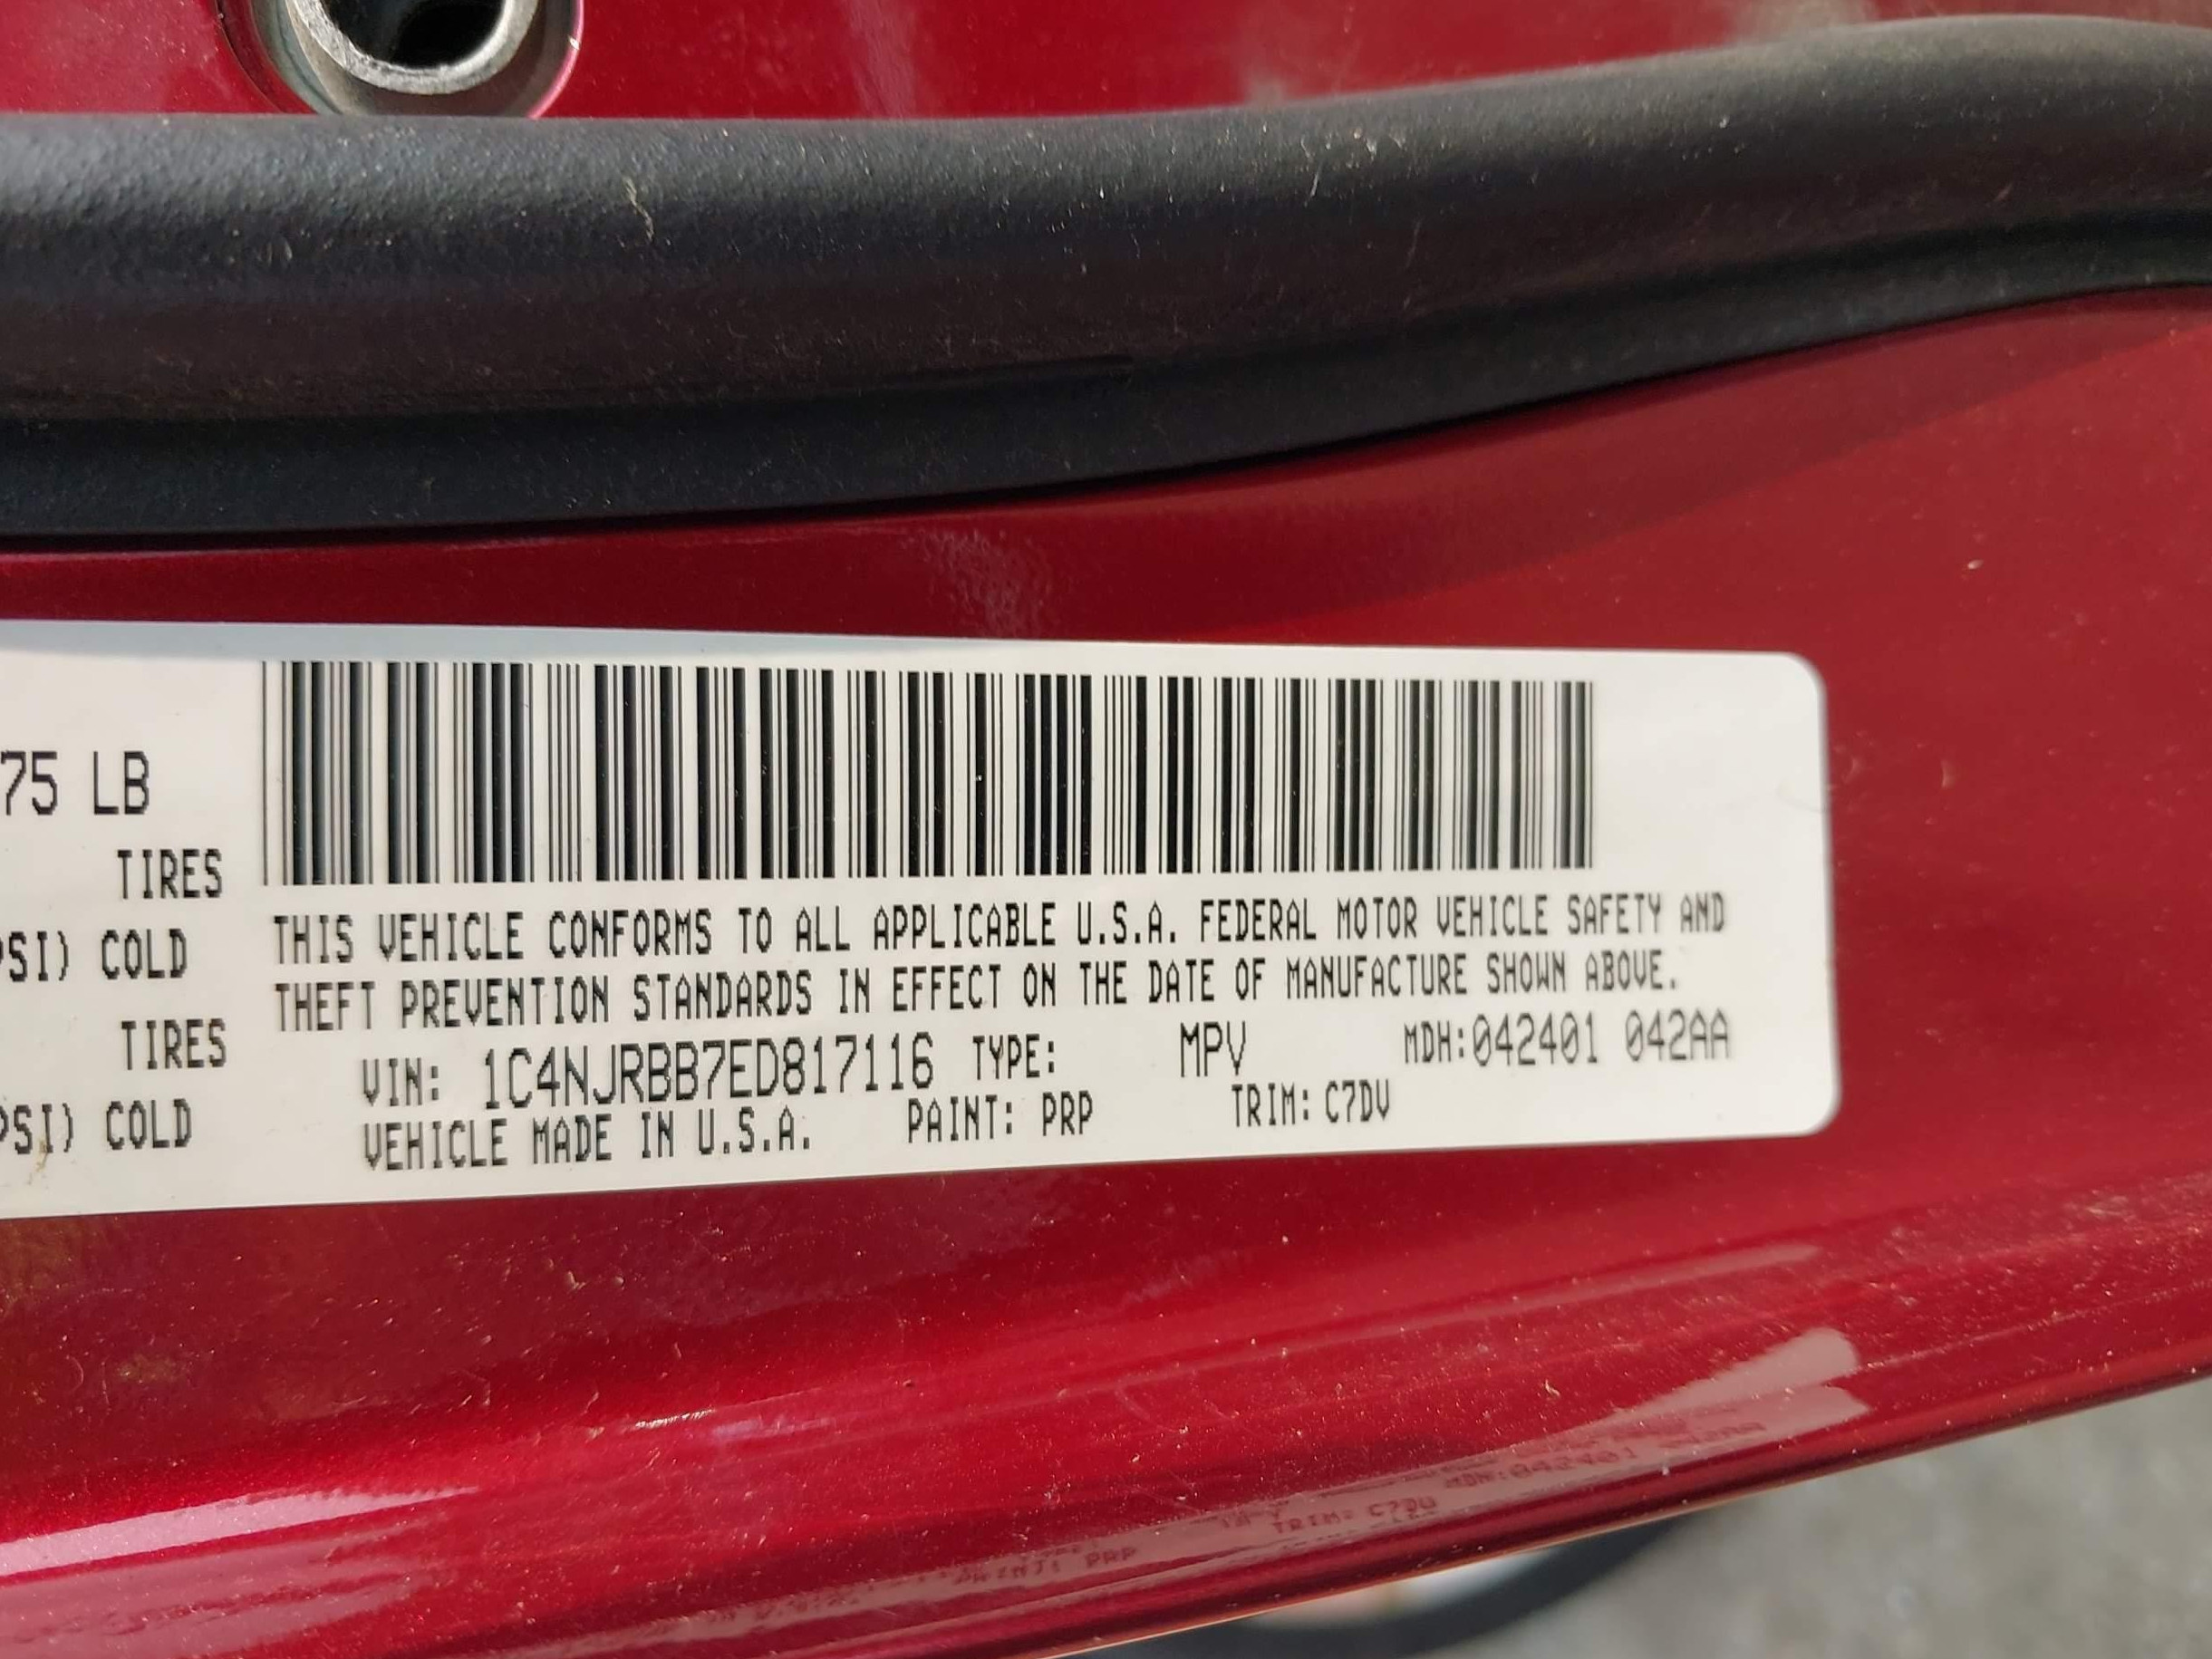 75 LB
TIRES
PSI) COLD
TIRES
PSI) COLD
THIS VEHICLE CONFORMS TO ALL APPLICABLE U.S.A. FEDERAL MOTOR VEHICLE SAFETY AND
THEFT PREVENTION STANDARDS IN EFFECT ON THE DATE OF MANUFACTURE SHOWN ABOVE.
VIN: 1C4NJRBB7ED817116 TYPE: MPV MDH:042401 042AA
VEHICLE MADE IN U.S.A. PAINT: PRP TRIM: C7DV